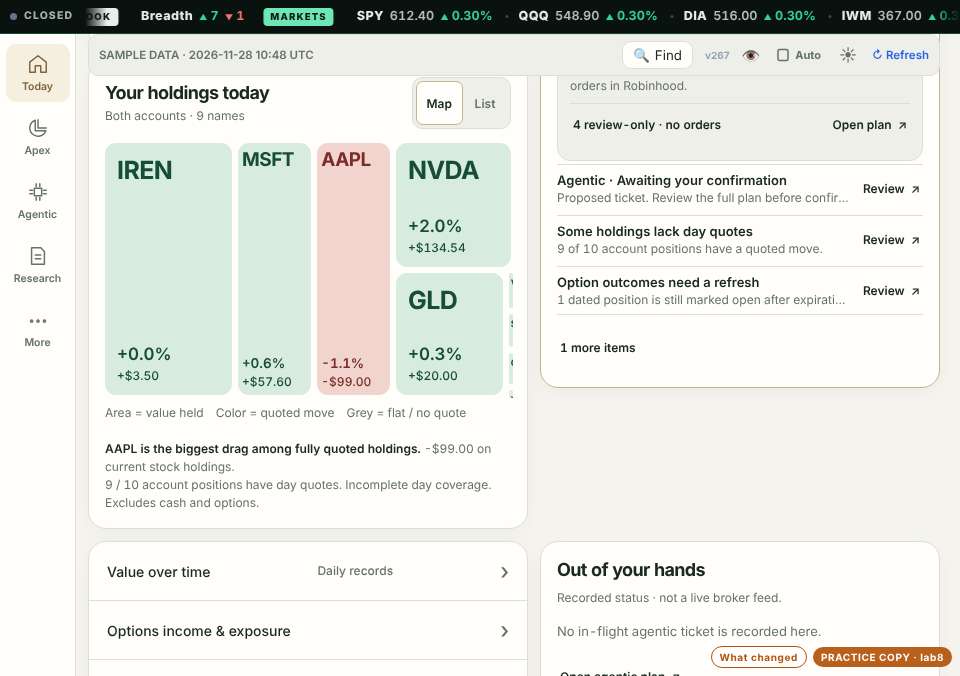 CLOSED
OOK
Breadth ▲ 7 ▼ 1
MARKETS
SPY 612.40 ▲ 0.30% · QQQ 548.90 ▲ 0.30% · DIA 516.00 ▲ 0.30% · IWM 367.00 ▲ 0.3
SAMPLE DATA · 2026-11-28 10:48 UTC
Find
v267
Auto
Refresh
Today
Apex
Agentic
Research
More
Your holdings today
Both accounts · 9 names
Map
List
IREN
+0.0%
+$3.50
MSFT
+0.6%
+$57.60
AAPL
-1.1%
-$99.00
NVDA
+2.0%
+$134.54
GLD
+0.3%
+$20.00
Area = value held Color = quoted move Grey = flat / no quote
AAPL is the biggest drag among fully quoted holdings. -$99.00 on
current stock holdings.
9 / 10 account positions have day quotes. Incomplete day coverage.
Excludes cash and options.
orders in Robinhood.
4 review-only · no orders
Open plan ↗
Agentic · Awaiting your confirmation
Proposed ticket. Review the full plan before confir…
Review ↗
Some holdings lack day quotes
9 of 10 account positions have a quoted move.
Review ↗
Option outcomes need a refresh
1 dated position is still marked open after expirati…
Review ↗
1 more items
Value over time
Daily records
Options income & exposure
Out of your hands
Recorded status · not a live broker feed.
No in-flight agentic ticket is recorded here.
What changed
PRACTICE COPY · lab8
Open agentic plan ↗